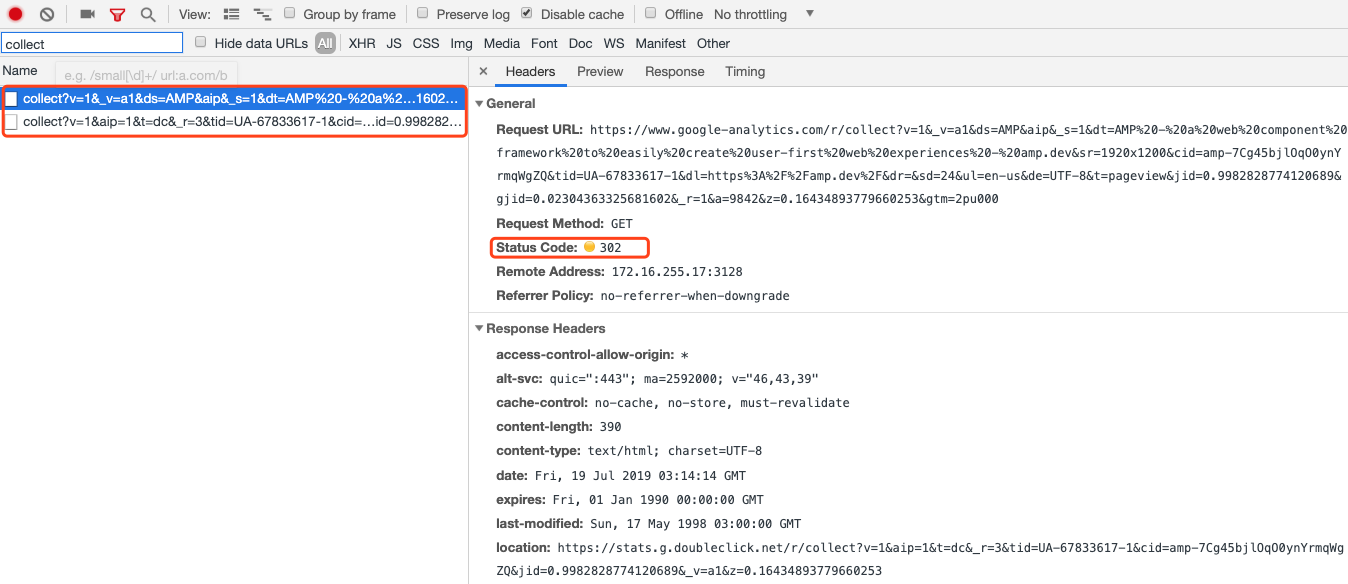 View: Group by frame Preserve log Disable cache Offline No throttling
collect Hide data URLs All XHR JS CSS Img Media Font Doc WS Manifest Other
Name e.g. /small[\d]+/ url:a.com/b
collect?v=1&_v=a1&ds=AMP&aip&_s=1&dt=AMP%20-%20a%2…1602…
collect?v=1&aip=1&t=dc&_r=3&tid=UA-67833617-1&cid=…id=0.998282…
× Headers Preview Response Timing
General
Request URL: https://www.google-analytics.com/r/collect?v=1&_v=a1&ds=AMP&aip&_s=1&dt=AMP%20-%20a%20web%20component%20
framework%20to%20easily%20create%20user-first%20web%20experiences%20-%20amp.dev&sr=1920x1200&cid=amp-7Cg45bjlOqO0ynY
rmqWgZQ&tid=UA-67833617-1&dl=https%3A%2F%2Famp.dev%2F&dr=&sd=24&ul=en-us&de=UTF-8&t=pageview&jid=0.9982828774120689&
gjid=0.02304363325681602&_r=1&a=9842&z=0.16434893779660253&gtm=2pu000
Request Method: GET
Status Code: 302
Remote Address: 172.16.255.17:3128
Referrer Policy: no-referrer-when-downgrade
Response Headers
access-control-allow-origin: *
alt-svc: quic=":443"; ma=2592000; v="46,43,39"
cache-control: no-cache, no-store, must-revalidate
content-length: 390
content-type: text/html; charset=UTF-8
date: Fri, 19 Jul 2019 03:14:14 GMT
expires: Fri, 01 Jan 1990 00:00:00 GMT
last-modified: Sun, 17 May 1998 03:00:00 GMT
location: https://stats.g.doubleclick.net/r/collect?v=1&aip=1&t=dc&_r=3&tid=UA-67833617-1&cid=amp-7Cg45bjlOqO0ynYrmqWg
ZQ&jid=0.9982828774120689&_v=a1&z=0.16434893779660253